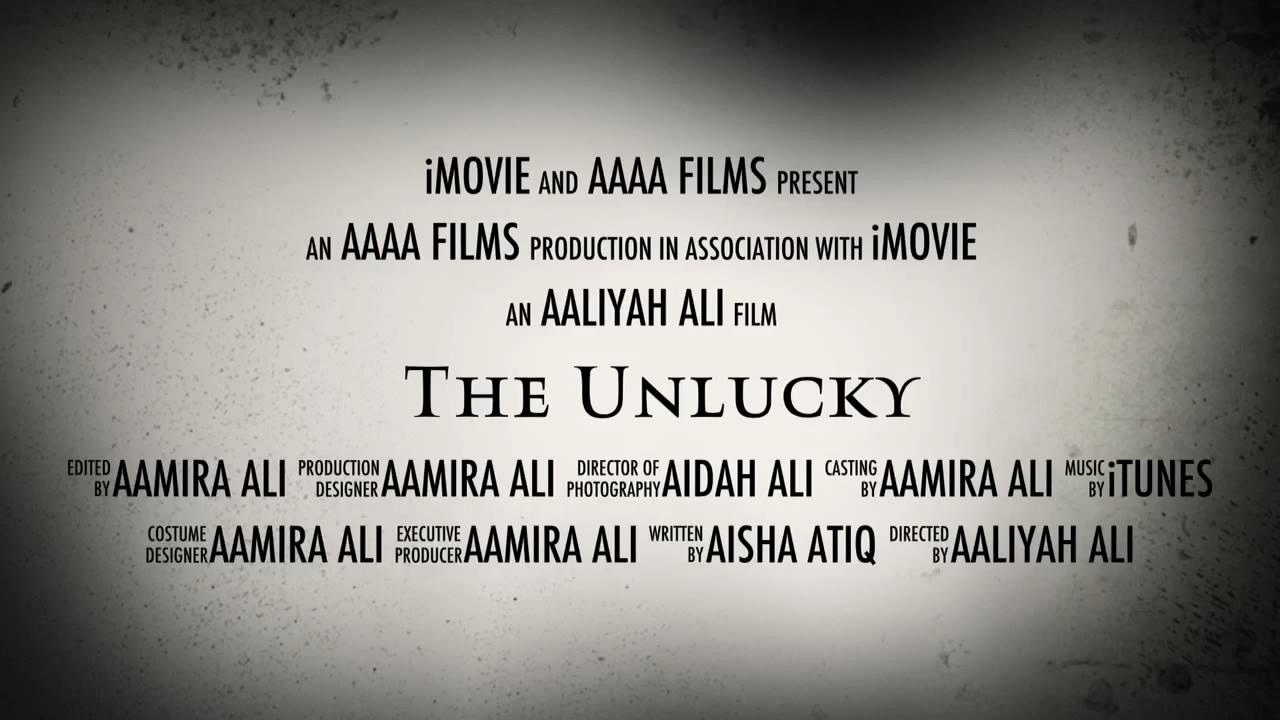 iMOVIE AND AAAA FILMS PRESENT
AN AAAA FILMS PRODUCTION IN ASSOCIATION WITH iMOVIE
AN AALIYAH ALI FILM
THE UNLUCKY
EDITED BY AAMIRA ALI PRODUCTION DESIGNER AAMIRA ALI DIRECTOR OF PHOTOGRAPHY AIDAH ALI CASTING BY AAMIRA ALI MUSIC BY iTUNES
COSTUME DESIGNER AAMIRA ALI EXECUTIVE PRODUCER AAMIRA ALI WRITTEN BY AISHA ATIQ DIRECTED BY AALIYAH ALI